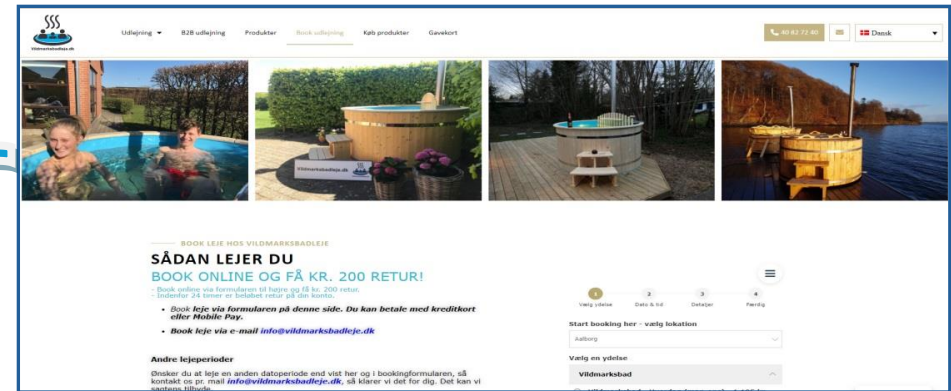 Vildmarksbadleje.dk
Udlejning
B2B udlejning
Produkter
Book udlejning
Køb produkter
Gavekort
40 82 72 40
Dansk
Vildmarksbadleje.dk
BOOK LEJE HOS VILDMARKSBADLEJE
SÅDAN LEJER DU
BOOK ONLINE OG FÅ KR. 200 RETUR!
- Book online via formularen til højre og få kr. 200 retur.
- Indenfor 24 timer er beløbet retur på din konto.
• Book leje via formularen på denne side. Du kan betale med kreditkort
eller Mobile Pay.
• Book leje via e-mail info@vildmarksbadleje.dk
Andre lejeperioder
Ønsker du at leje en anden datoperiode end vist her og i bookingformularen, så
kontakt os pr. mail info@vildmarksbadleje.dk, så klarer vi det for dig. Det kan vi
sagtens tilbyde.
1 2 3 4
Vælg ydelse Dato & tid Detaljer Færdig
Start booking her - vælg lokation
Aalborg
Vælg en ydelse
Vildmarksbad